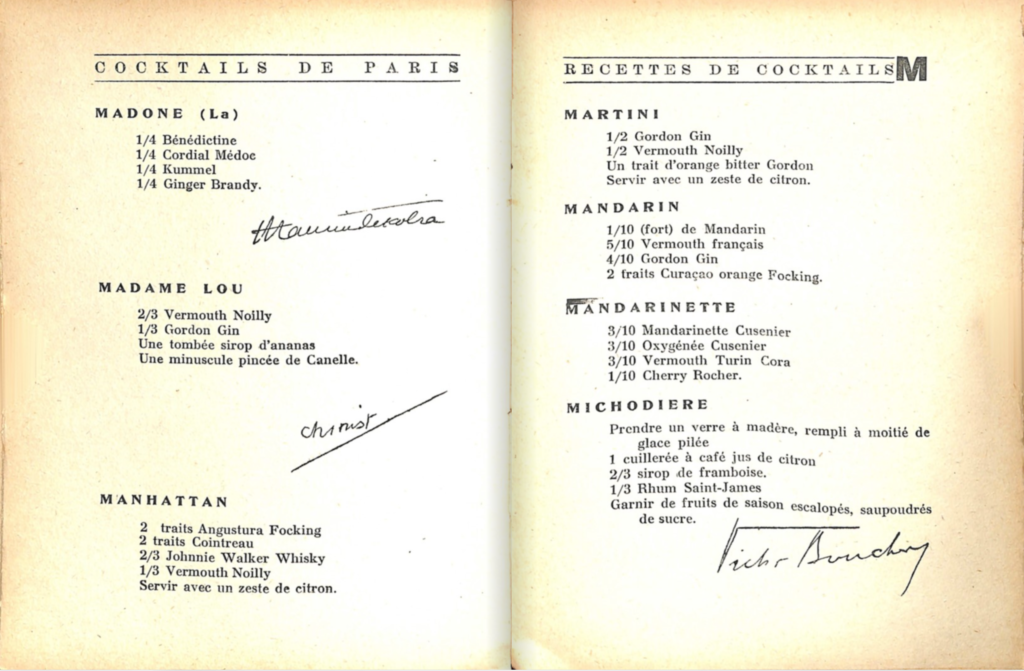 COCKTAILS DE PARIS
MADONE (La)
1/4 Bénédictine
1/4 Cordial Médoc
1/4 Kummel
1/4 Ginger Brandy.
MADAME LOU
2/3 Vermouth Noilly
1/3 Gordon Gin
Une tombée sirop d'ananas
Une minuscule pincée de Canelle.
MANHATTAN
2 traits Angustura Focking
2 traits Cointreau
2/3 Johnnie Walker Whisky
1/3 Vermouth Noilly
Servir avec un zeste de citron.
RECETTES DE COCKTAILS M
MARTINI
1/2 Gordon Gin
1/2 Vermouth Noilly
Un trait d'orange bitter Gordon
Servir avec un zeste de citron.
MANDARIN
1/10 (fort) de Mandarin
5/10 Vermouth français
4/10 Gordon Gin
2 traits Curaçao orange Focking.
MANDARINETTE
3/10 Mandarinette Cusenier
3/10 Oxygénée Cusenier
3/10 Vermouth Turin Cora
1/10 Cherry Rocher.
MICHODIERE
Prendre un verre à madère, rempli à moitié de
glace pilée
1 cuillerée à café jus de citron
2/3 sirop de framboise.
1/3 Rhum Saint-James
Garnir de fruits de saison escalopés, saupoudrés
de sucre.